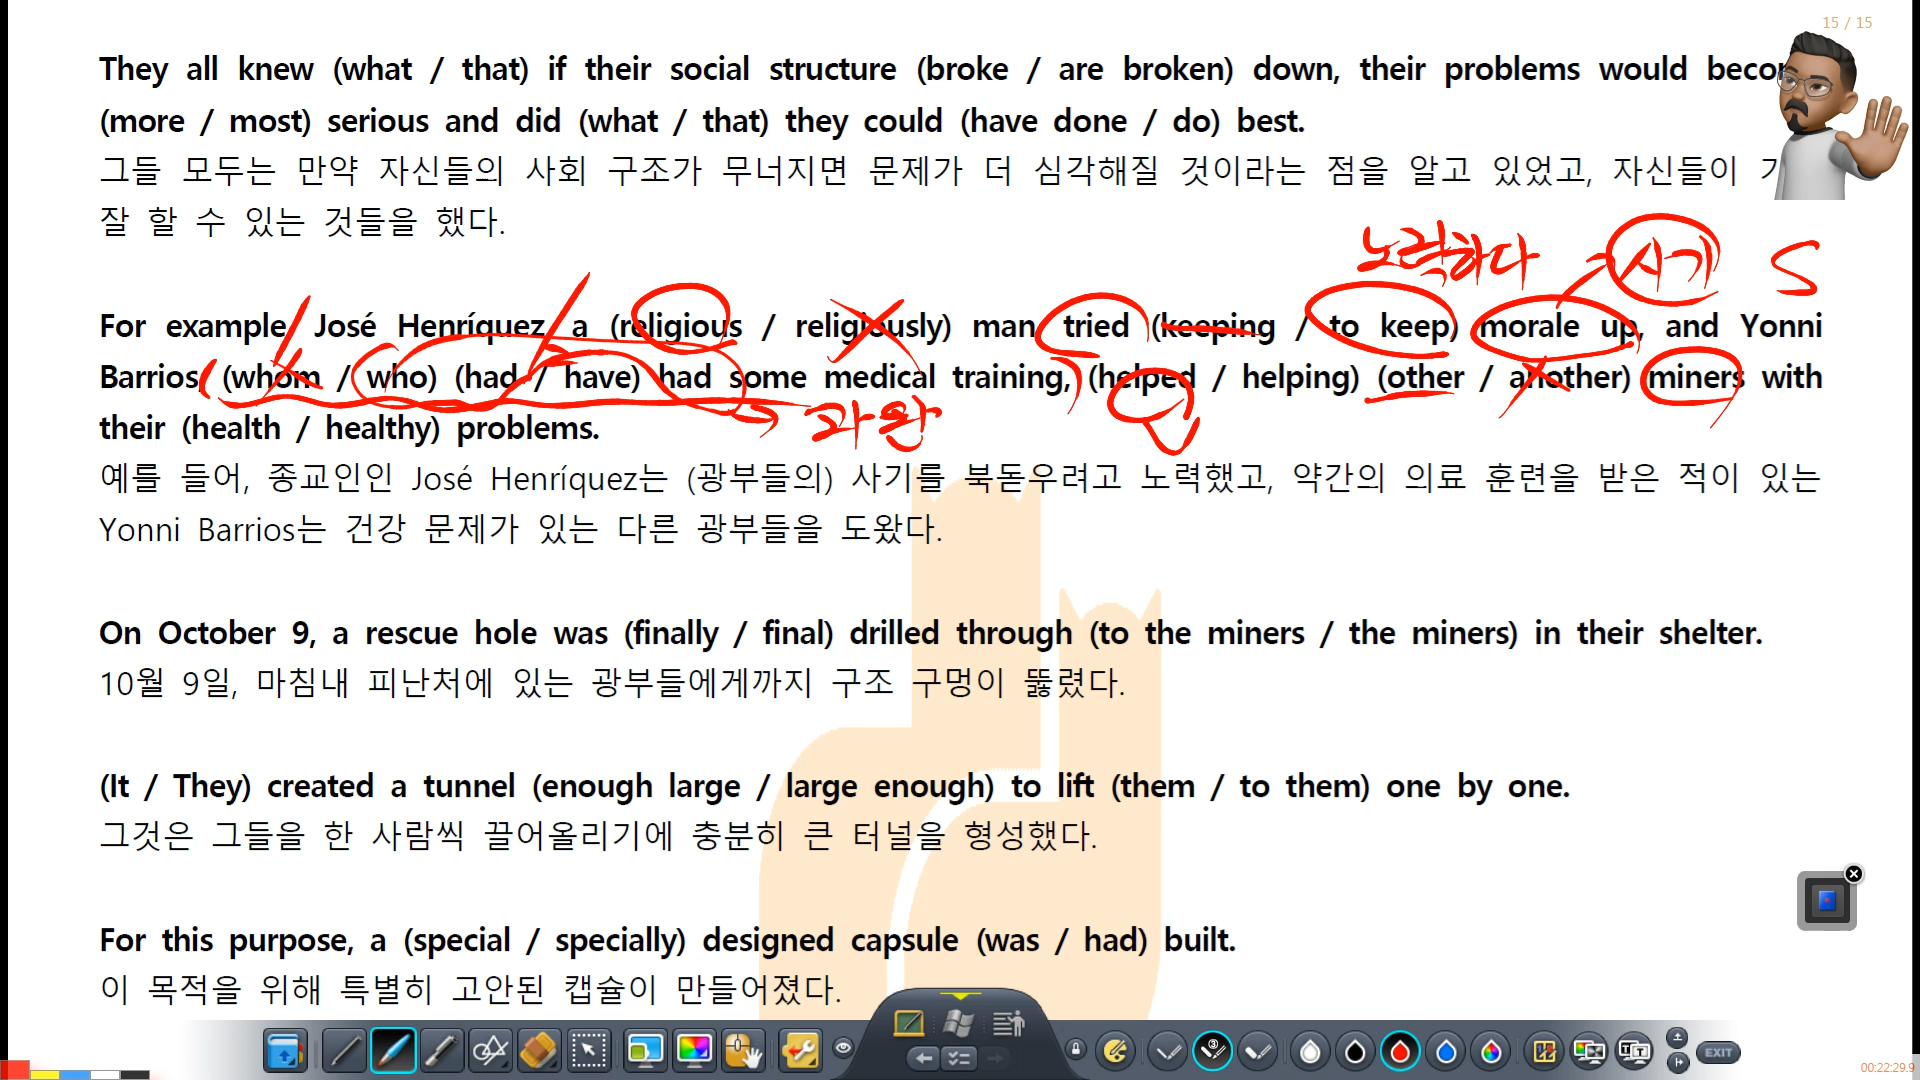 15 / 15
They all knew (what / that) if their social structure (broke / are broken) down, their problems would
(more / most) serious and did (what / that) they could (have done / do) best.
그들 모두는 만약 자신들의 사회 구조가 무너지면 문제가 더 심각해질 것이라는 점을 알고 있었고, 자신들이
잘 할 수 있는 것들을 했다.
노력하다 사기 S
For example, José Henríquez, a (religious / religiously) man, tried (keeping / to keep) morale up, and Yonni
Barrios, (whom / who) (had / have) had some medical training, (helped / helping) (other / another) miners with
과완
their (health / healthy) problems.
예를 들어, 종교인인 José Henríquez는 (광부들의) 사기를 북돋우려고 노력했고, 약간의 의료 훈련을 받은 적이 있는
Yonni Barrios는 건강 문제가 있는 다른 광부들을 도왔다.
On October 9, a rescue hole was (finally / final) drilled through (to the miners / the miners) in their shelter.
10월 9일, 마침내 피난처에 있는 광부들에게까지 구조 구멍이 뚫렸다.
(It / They) created a tunnel (enough large / large enough) to lift (them / to them) one by one.
그것은 그들을 한 사람씩 끌어올리기에 충분히 큰 터널을 형성했다.
For this purpose, a (special / specially) designed capsule (was / had) built.
이 목적을 위해 특별히 고안된 캡슐이 만들어졌다.
EXIT
00:22:29.9